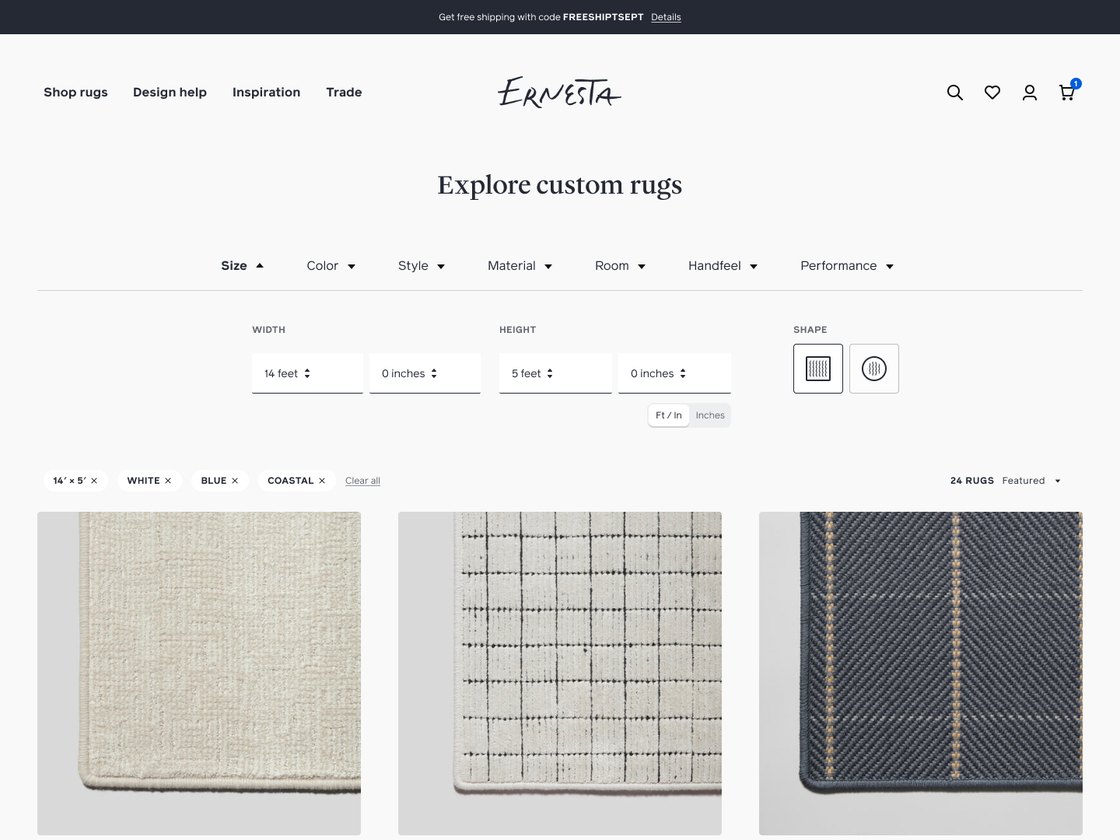 Get free shipping with code FREESHIPTSEPT Details
Shop rugs Design help Inspiration Trade
ERNESTA
1
Explore custom rugs
Size Color Style Material Room Handfeel Performance
WIDTH HEIGHT SHAPE
14 feet 0 inches 5 feet 0 inches
Ft / In Inches
14′ × 5′ × WHITE × BLUE × COASTAL × Clear all 24 RUGS Featured